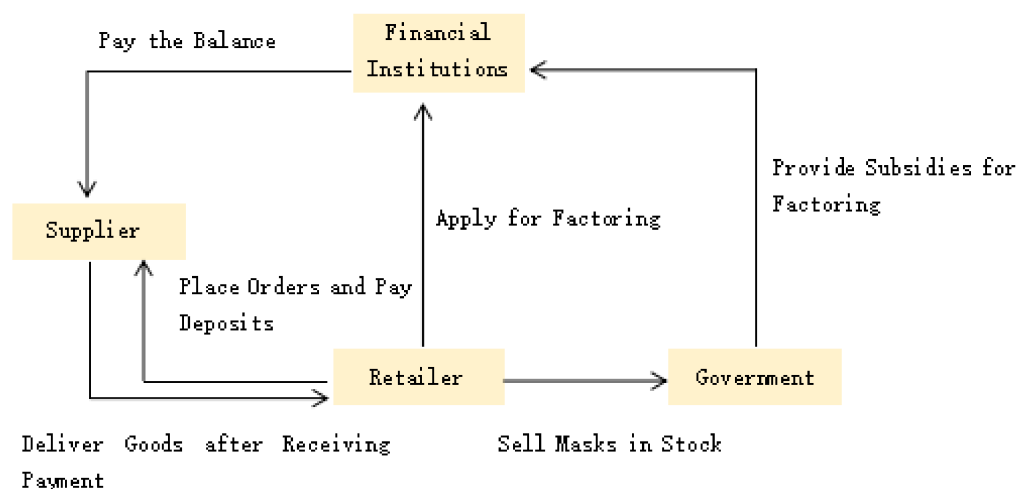 Financial
Institutions
Pay the Balance
Provide Subsidies for
Factoring
Supplier
Apply for Factoring
Place Orders and Pay
Deposits
Retailer
Government
Deliver Goods after Receiving
Payment
Sell Masks in Stock